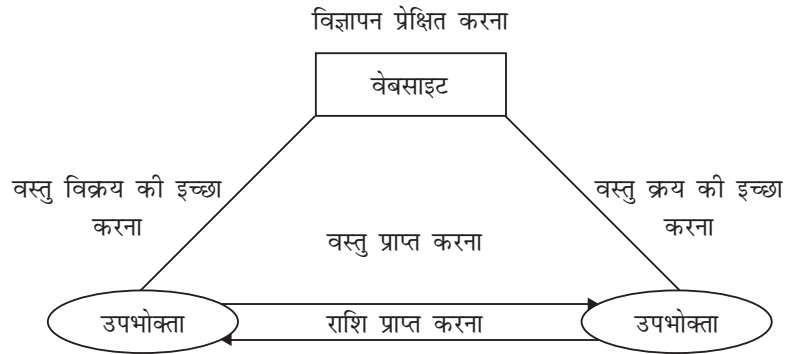 विज्ञापन प्रेक्षित करना
वेबसाइट
वस्तु विक्रय की इच्छा
करना
वस्तु क्रय की इच्छा
करना
वस्तु प्राप्त करना
उपभोक्ता
राशि प्राप्त करना
उपभोक्ता